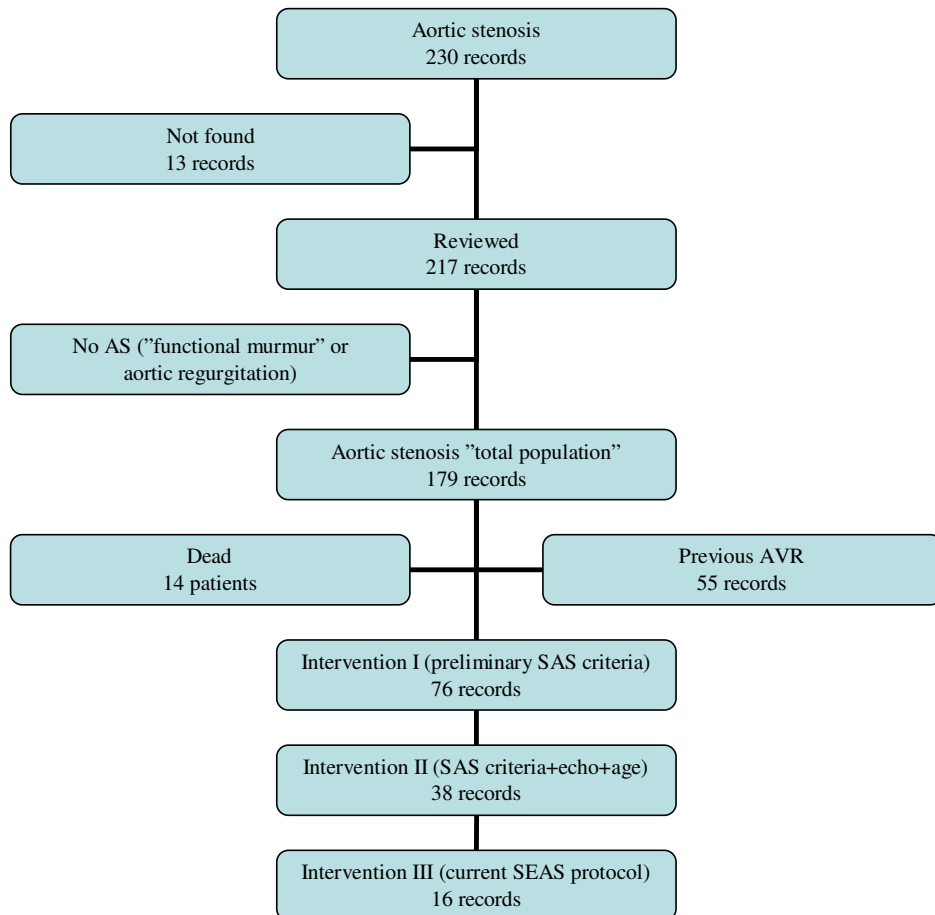 Aortic stenosis
230 records
Not found
13 records
Reviewed
217 records
No AS (”functional murmur” or
aortic regurgitation)
Aortic stenosis ”total population”
179 records
Dead
14 patients
Previous AVR
55 records
Intervention I (preliminary SAS criteria)
76 records
Intervention II (SAS criteria+echo+age)
38 records
Intervention III (current SEAS protocol)
16 records